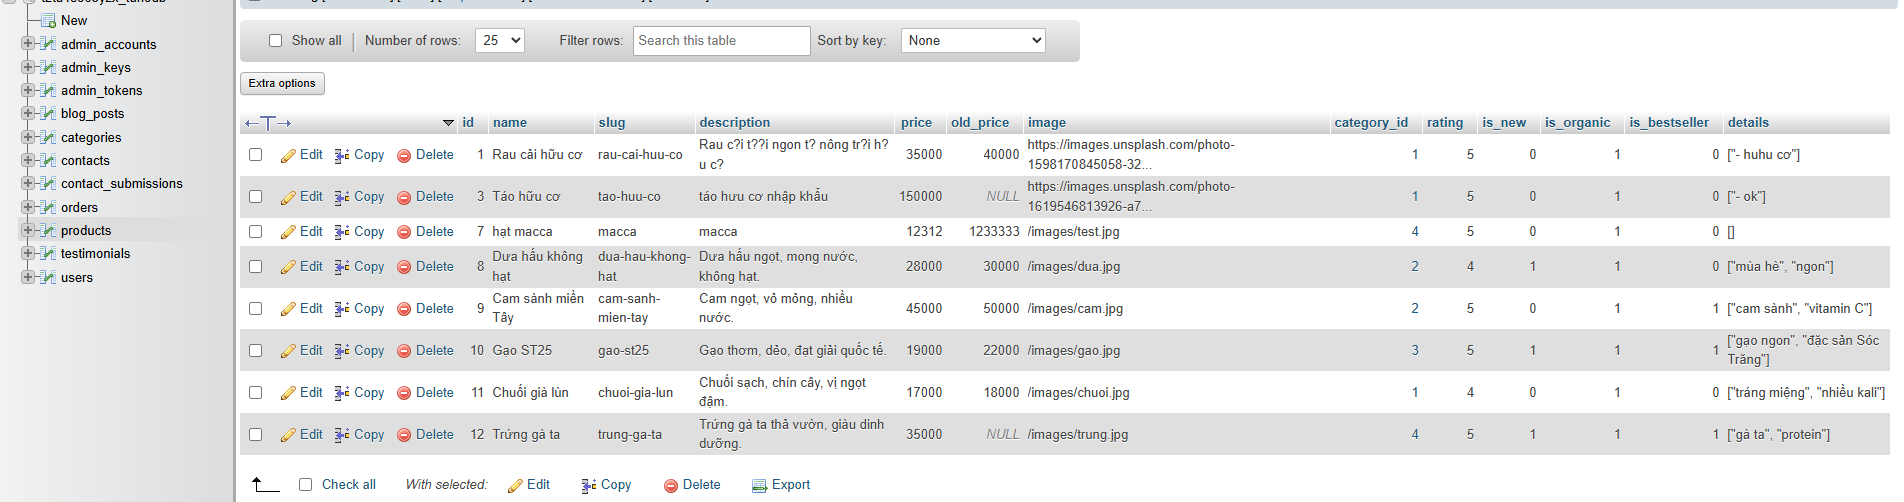 New
admin_accounts
admin_keys
admin_tokens
blog_posts
categories
contacts
contact_submissions
orders
products
testimonials
users
Show all Number of rows: 25 Filter rows: Search this table Sort by key: None
Extra options
id name slug description price old_price image category_id rating is_new is_organic is_bestseller details
Edit Copy Delete 1 Rau cải hữu cơ rau-cai-huu-co Rau c?i t??i ngon t? nông tr?i h?
u c? 35000 40000 https://images.unsplash.com/photo-
1598170845058-32... 1 5 0 1 0 ["- huhu cơ"]
Edit Copy Delete 3 Táo hữu cơ tao-huu-co táo hưu cơ nhập khẩu 150000 NULL https://images.unsplash.com/photo-
1619546813926-a7... 1 5 0 1 0 ["- ok"]
Edit Copy Delete 7 hạt macca macca macca 12312 1233333 /images/test.jpg 4 5 0 1 0 []
Edit Copy Delete 8 Dưa hấu không
hạt dua-hau-khong-
hat Dưa hấu ngọt, mọng nước,
không hạt. 28000 30000 /images/dua.jpg 2 4 1 1 0 ["mùa hè", "ngon"]
Edit Copy Delete 9 Cam sành miền
Tây cam-sanh-
mien-tay Cam ngọt, vỏ mỏng, nhiều
nước. 45000 50000 /images/cam.jpg 2 5 0 1 1 ["cam sành", "vitamin C"]
Edit Copy Delete 10 Gạo ST25 gao-st25 Gạo thơm, dẻo, đạt giải quốc tế. 19000 22000 /images/gao.jpg 3 5 1 1 1 ["gạo ngon", "đặc sản Sóc
Trăng"]
Edit Copy Delete 11 Chuối già lùn chuoi-gia-lun Chuối sạch, chín cây, vị ngọt
đậm. 17000 18000 /images/chuoi.jpg 1 4 0 1 0 ["tráng miệng", "nhiều kali"]
Edit Copy Delete 12 Trứng gà ta trung-ga-ta Trứng gà ta thả vườn, giàu dinh
dưỡng. 35000 NULL /images/trung.jpg 4 5 1 1 1 ["gà ta", "protein"]
Check all With selected: Edit Copy Delete Export